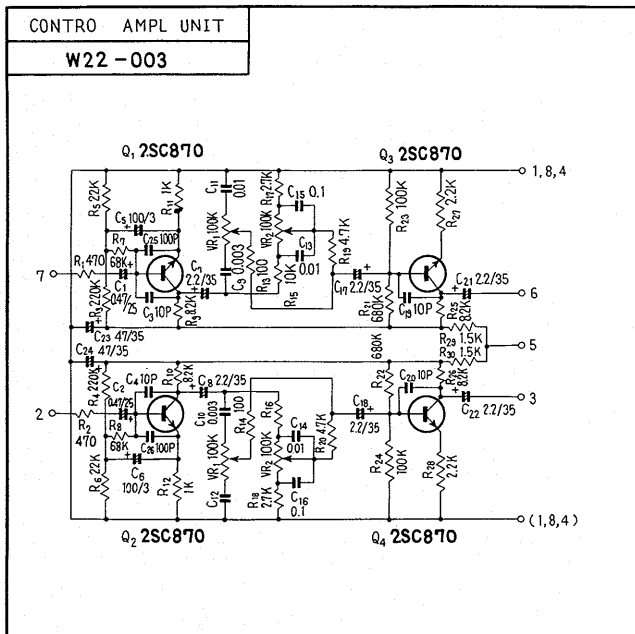 CONTRO AMPL UNIT
W22-003
Q1 2SC870
Q3 2SC870
R5 22K
R11 1K
C11 0.01
R17 2.7K
C15 0.1
R23 100K
2.2K R27
1,8,4
C5 100/3
R7 68K
C25 100P
VR1 100K
VR2 100K
R19 4.7K
C13 0.01
7
R1 470
C1 0.47/25
C7 2.2/35
C9 0.003
R13 100
R15 10K
C17 2.2/35
C21 2.2/35
6
R3 220K
C3 10P
R9 8.2K
R21 680K
C19 10P
R25 8.2K
C23 47/35
R29 1.5K
5
C24 47/35
R30 1.5K
R4 220K
C2 0.47/25
C4 10P
R10 8.2K
C8 2.2/35
680K R22
C20 10P
R26 8.2K
2
R2 470
C10 0.003
R14 100
R16
C18 2.2/35
C22 2.2/35
3
R8 68K
C26 100P
VR1 100K
VR2 100K
C14 0.01
R20 4.7K
R6 22K
C6 100/3
R12 1K
C12
R18 2.7K
C16 0.1
R24 100K
R28 2.2K
(1,8,4)
Q2 2SC870
Q4 2SC870